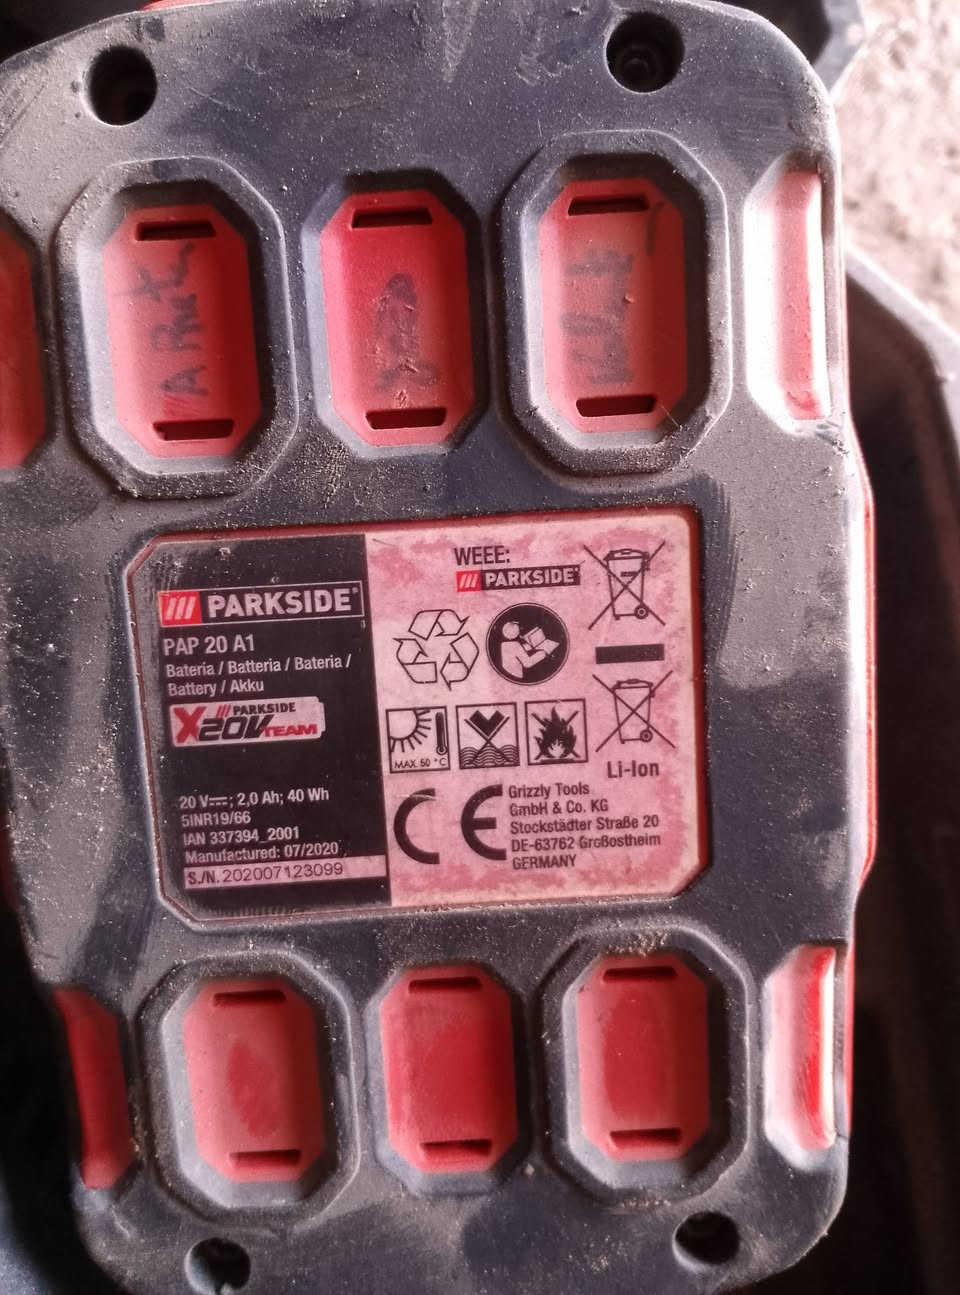 PARKSIDE®
PAP 20 A1
Bateria / Batteria / Bateria /
Battery / Akku
PARKSIDE
X20V TEAM
20 V⎓; 2,0 Ah; 40 Wh
5INR19/66
IAN 337394_2001
Manufactured: 07/2020
S./N. 202007123099
WEEE:
PARKSIDE®
MAX. 50 °C
Li-Ion
CE
Grizzly Tools
GmbH & Co. KG
Stockstädter Straße 20
DE-63762 Großostheim
GERMANY